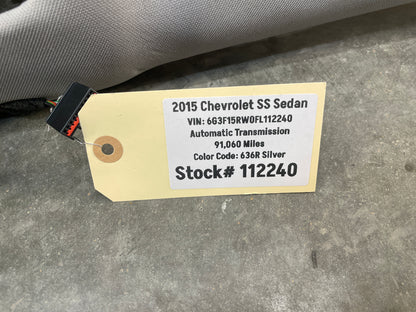 2015 Chevrolet SS Sedan
VIN: 6G3F15RW0FL112240
Automatic Transmission
91,060 Miles
Color Code: 636R Silver
Stock# 112240